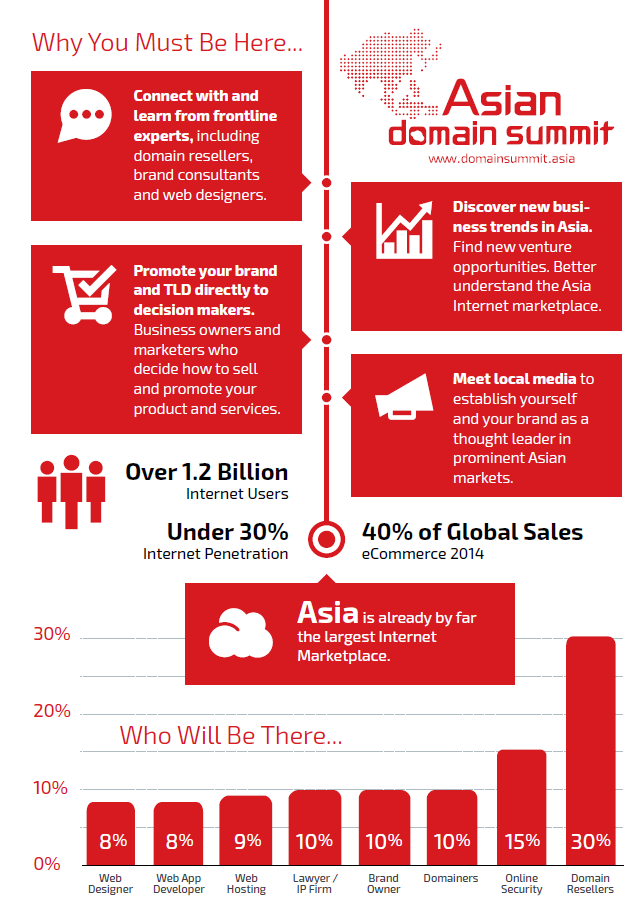 Why You Must Be Here...
Asian
domain summit
www.domainsummit.asia
Connect with and
learn from frontline
experts, including
domain resellers,
brand consultants
and web designers.
Discover new busi-
ness trends in Asia.
Find new venture
opportunities. Better
understand the Asia
Internet marketplace.
Promote your brand
and TLD directly to
decision makers.
Business owners and
marketers who
decide how to sell
and promote your
product and services.
Meet local media to
establish yourself
and your brand as a
thought leader in
prominent Asian
markets.
Over 1.2 Billion
Internet Users
Under 30%
Internet Penetration
40% of Global Sales
eCommerce 2014
Asia is already by far
the largest Internet
Marketplace.
Who Will Be There...
30%
20%
10%
0%
8%
8%
9%
10%
10%
10%
15%
30%
Web
Designer
Web App
Developer
Web
Hosting
Lawyer /
IP Firm
Brand
Owner
Domainers
Online
Security
Domain
Resellers